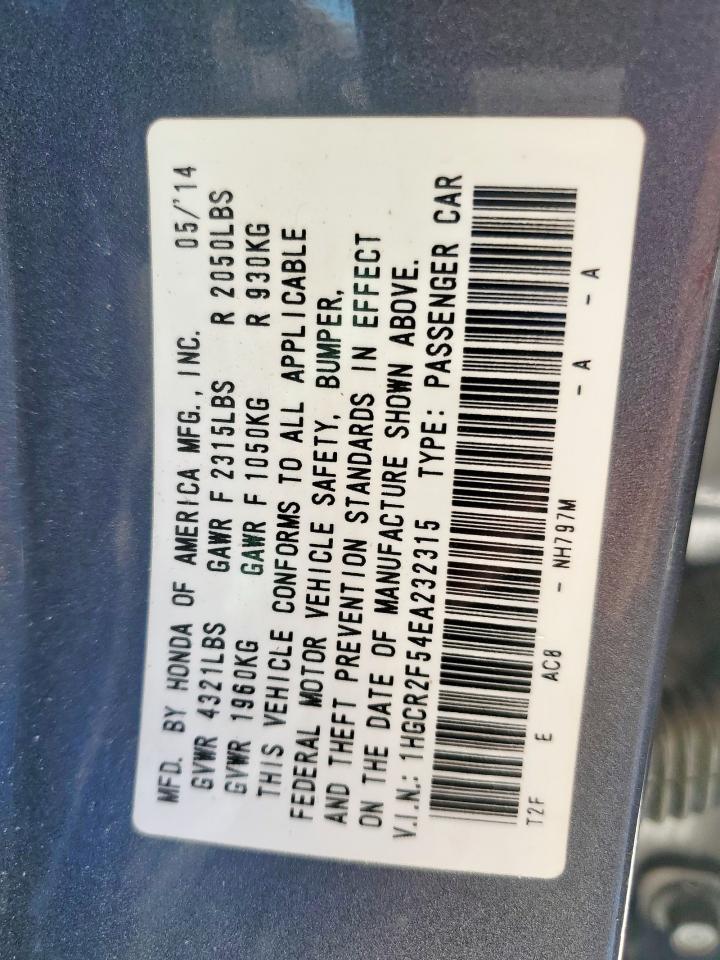 MFD. BY HONDA OF AMERICA MFG., INC. 05/'14
GVWR 4321LBS GAWR F 2315LBS R 2050LBS
GVWR 1960KG GAWR F 1050KG R 930KG
THIS VEHICLE CONFORMS TO ALL APPLICABLE
FEDERAL MOTOR VEHICLE SAFETY, BUMPER,
AND THEFT PREVENTION STANDARDS IN EFFECT
ON THE DATE OF MANUFACTURE SHOWN ABOVE.
V.I.N.: 1HGCR2F54EA232315 TYPE: PASSENGER CAR
T2F E AC8 - NH797M - A - A